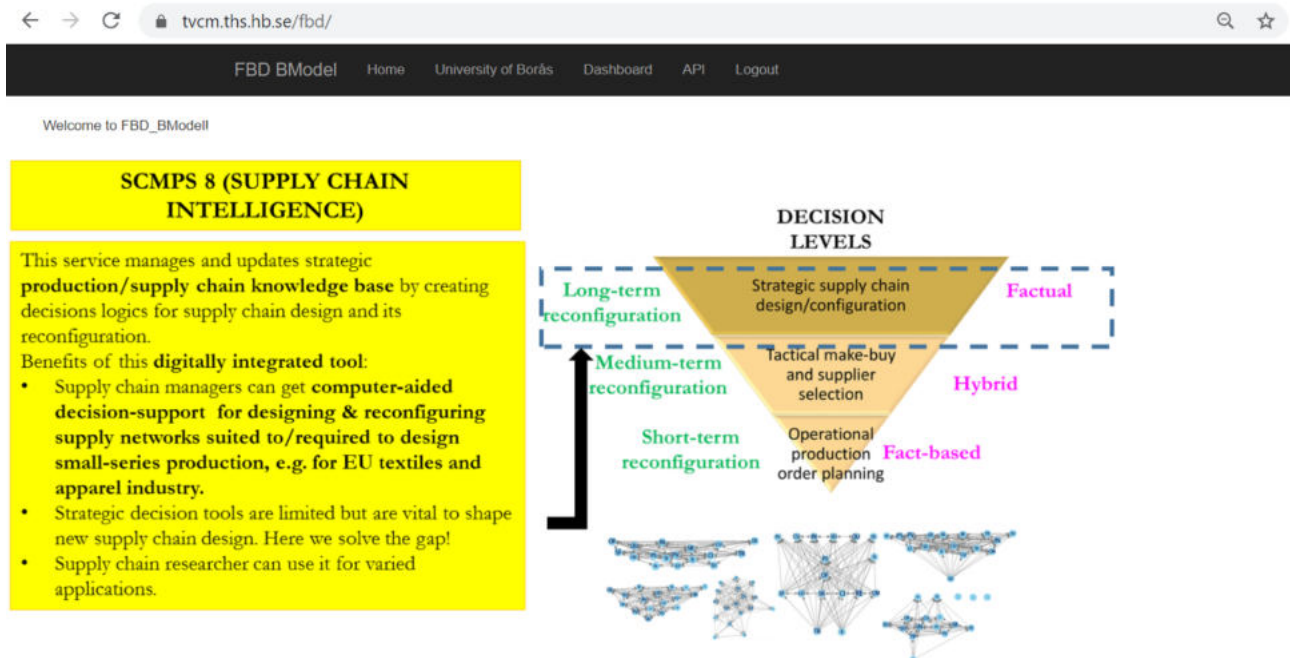 tvcm.ths.hb.se/fbd/
FBD BModel Home University of Borås Dashboard API Logout
Welcome to FBD_BModel!
SCMPS 8 (SUPPLY CHAIN
INTELLIGENCE)
This service manages and updates strategic
production/supply chain knowledge base by creating
decisions logics for supply chain design and its
reconfiguration.
Benefits of this digitally integrated tool:
• Supply chain managers can get computer-aided
decision-support for designing & reconfiguring
supply networks suited to/required to design
small-series production, e.g. for EU textiles and
apparel industry.
• Strategic decision tools are limited but are vital to shape
new supply chain design. Here we solve the gap!
• Supply chain researcher can use it for varied
applications.
DECISION
LEVELS
Long-term
reconfiguration
Strategic supply chain
design/configuration
Factual
Medium-term
reconfiguration
Tactical make-buy
and supplier
selection
Hybrid
Short-term
reconfiguration
Operational
production
order planning
Fact-based